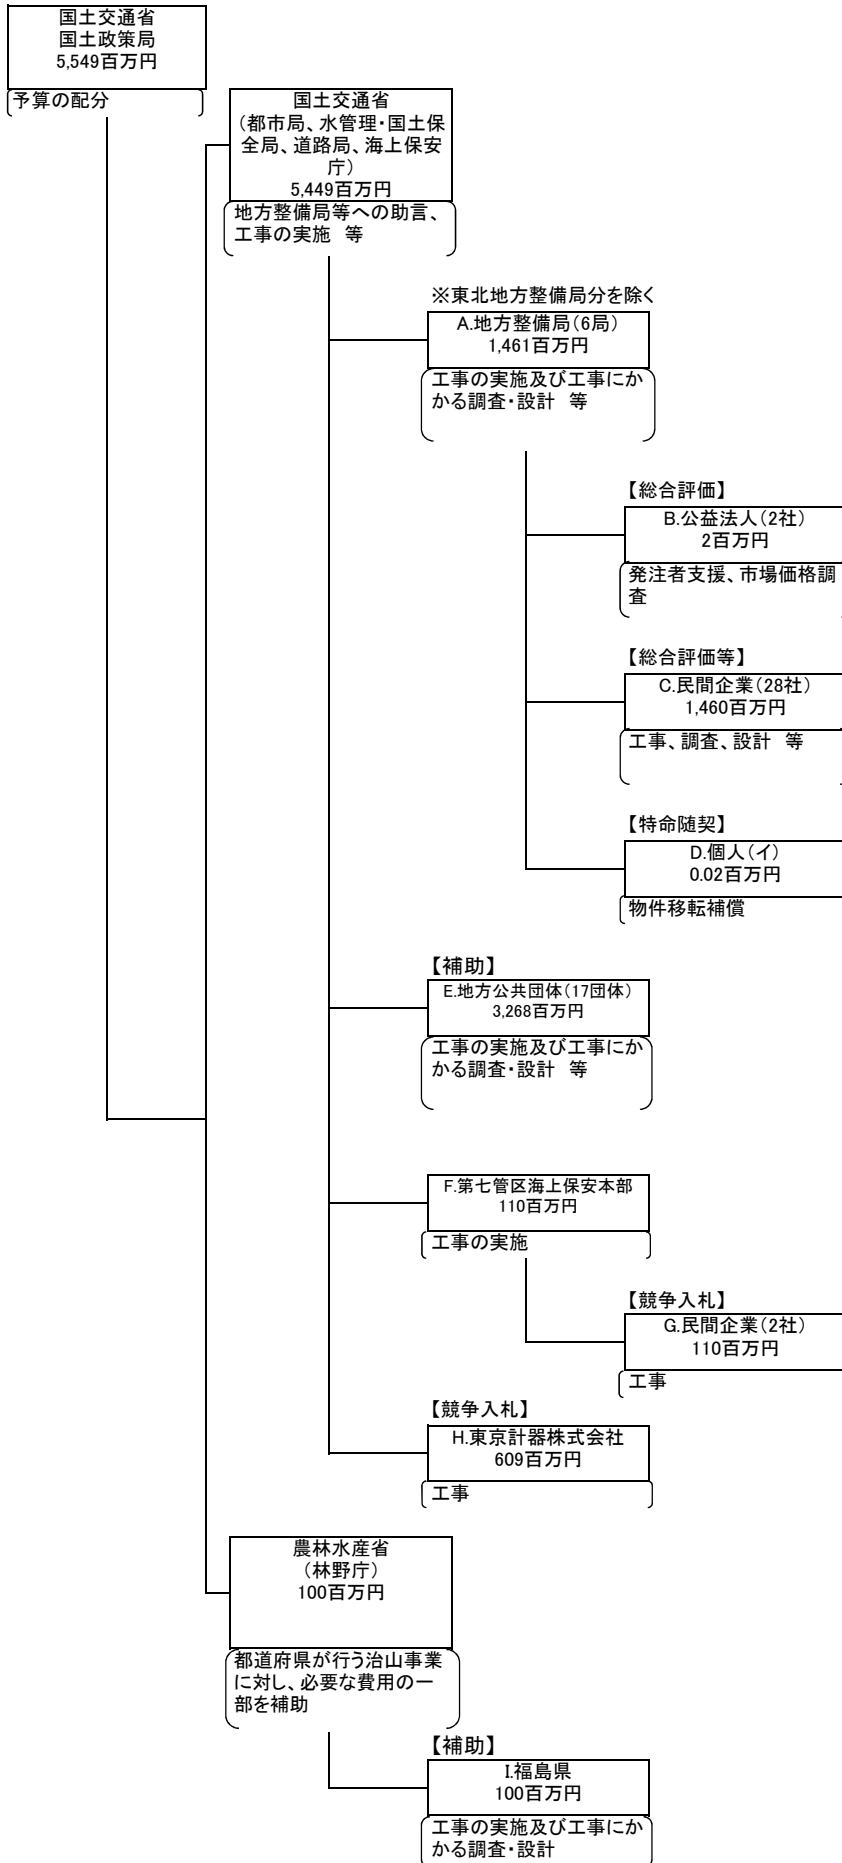 国土交通省
国土政策局
5,549百万円
予算の配分
国土交通省
(都市局、水管理・国土保
全局、道路局、海上保安
庁)
5,449百万円
地方整備局等への助言、
工事の実施　等
※東北地方整備局分を除く
A.地方整備局(6局)
1,461百万円
工事の実施及び工事にか
かる調査・設計　等
【総合評価】
B.公益法人(2社)
2百万円
発注者支援、市場価格調
査
【総合評価等】
C.民間企業(28社)
1,460百万円
工事、調査、設計　等
【特命随契】
D.個人(イ)
0.02百万円
物件移転補償
【補助】
E.地方公共団体(17団体)
3,268百万円
工事の実施及び工事にか
かる調査・設計　等
F.第七管区海上保安本部
110百万円
工事の実施
【競争入札】
G.民間企業(2社)
110百万円
工事
【競争入札】
H.東京計器株式会社
609百万円
工事
農林水産省
(林野庁)
100百万円
都道府県が行う治山事業
に対し、必要な費用の一
部を補助
【補助】
I.福島県
100百万円
工事の実施及び工事にか
かる調査・設計